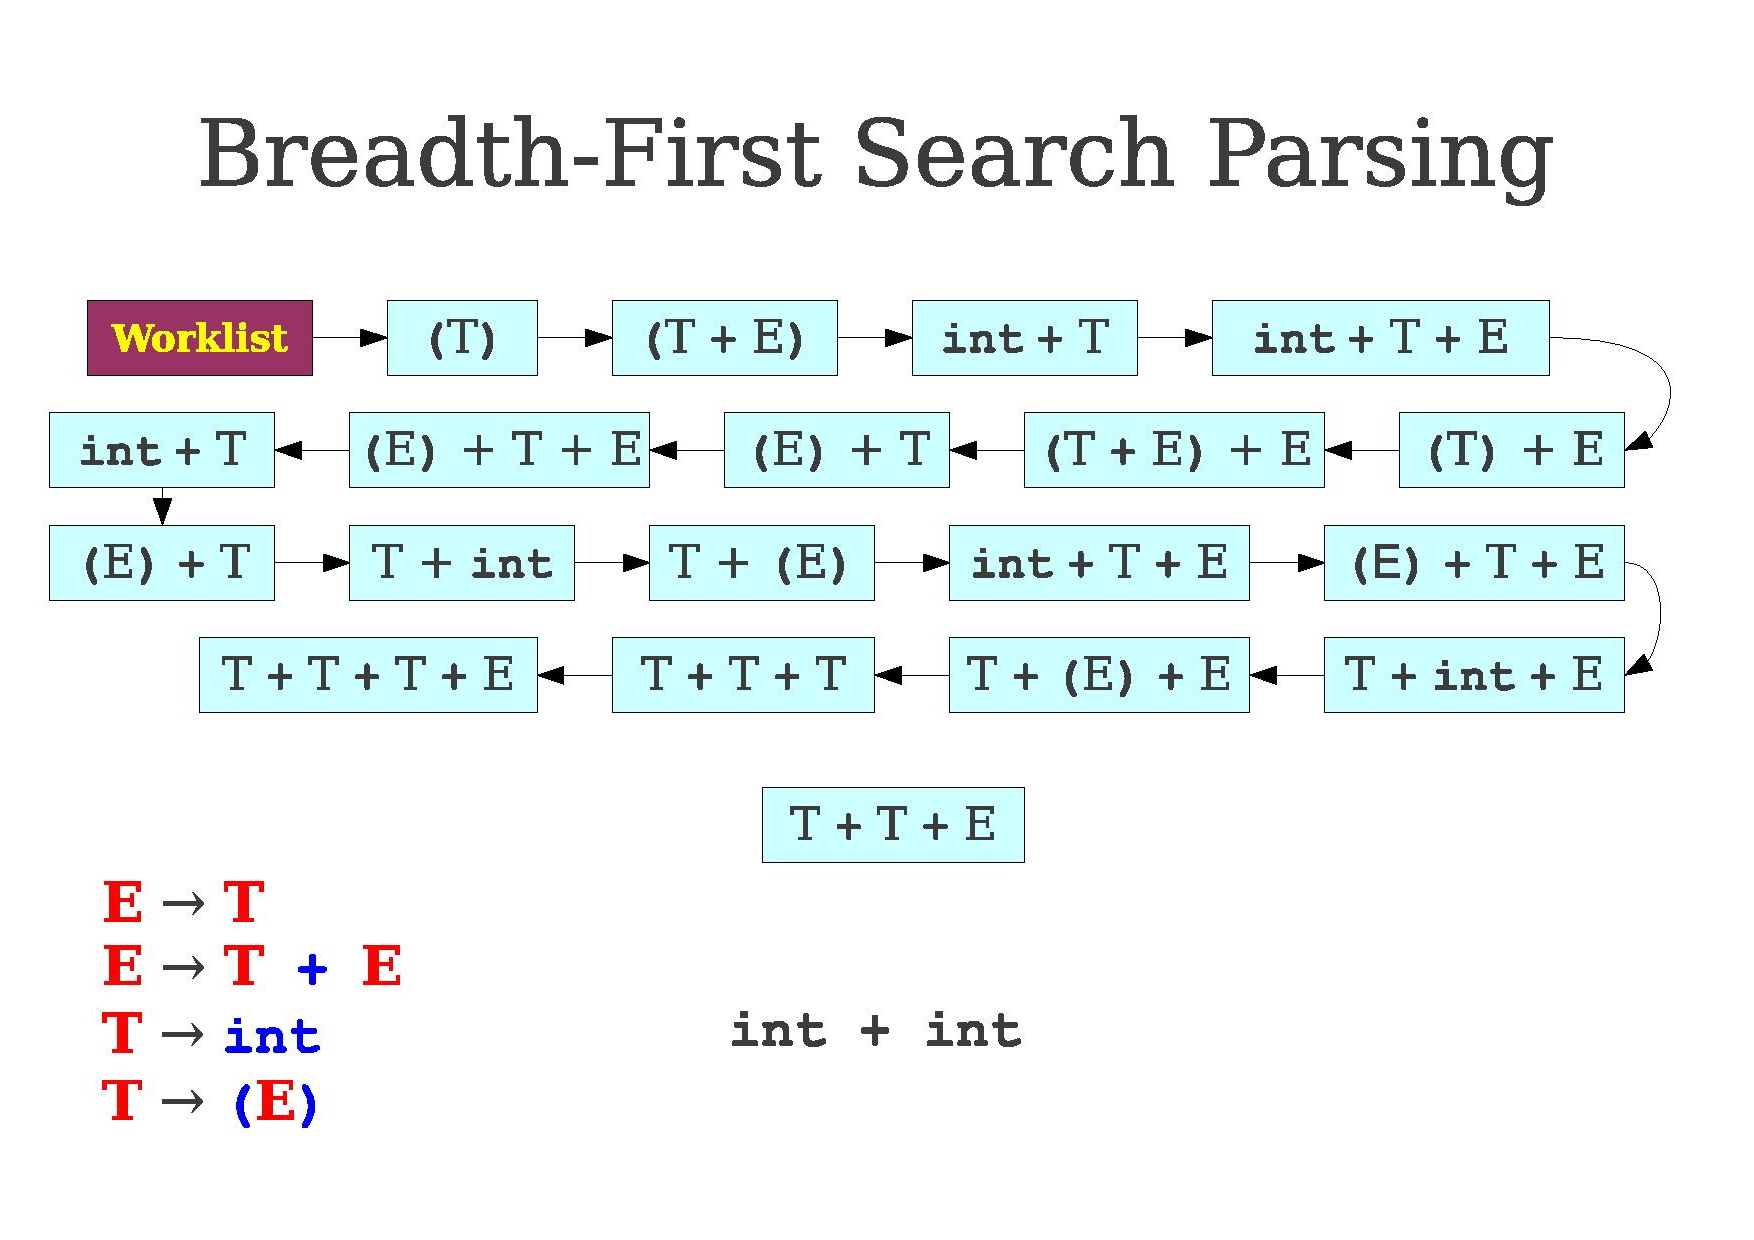 Breadth-First Search Parsing
Worklist (T) (T + E) int + T int + T + E
int + T (E) + T + E (E) + T (T + E) + E (T) + E
(E) + T T + int T + (E) int + T + E (E) + T + E
T + T + T + E T + T + T T + (E) + E T + int + E
T + T + E
E → T
E → T + E
T → int
T → (E)
int + int